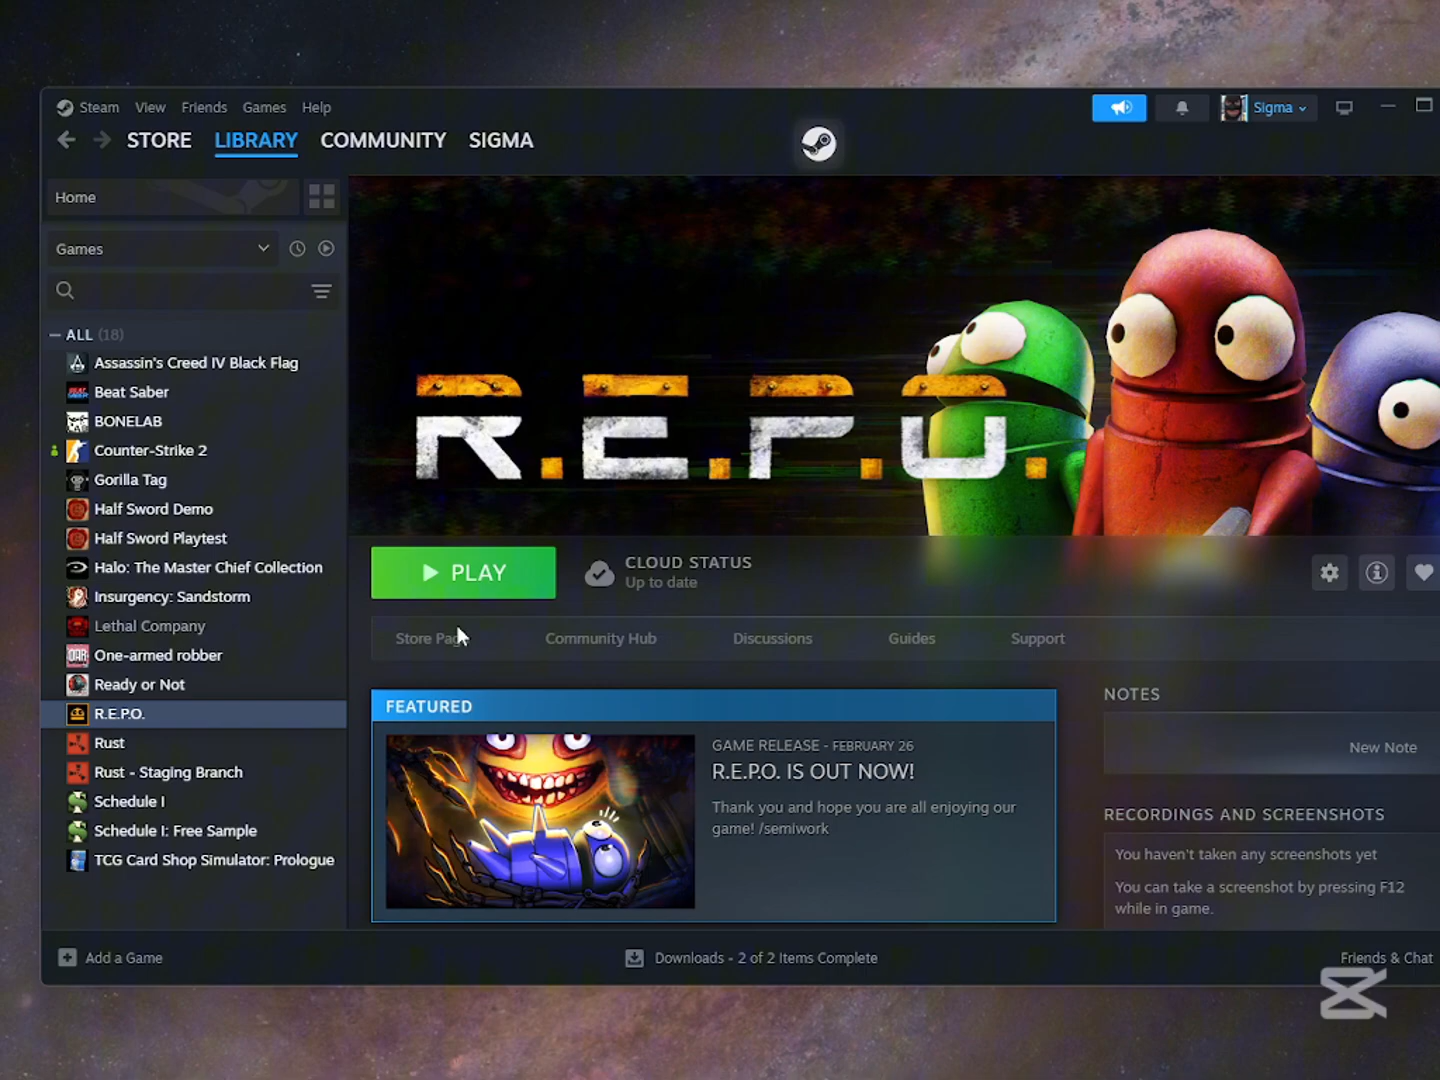 Steam View Friends Games Help
Sigma
STORE LIBRARY COMMUNITY SIGMA
Home
Games
ALL (18)
Assassin's Creed IV Black Flag
Beat Saber
BONELAB
Counter-Strike 2
Gorilla Tag
Half Sword Demo
Half Sword Playtest
Halo: The Master Chief Collection
Insurgency: Sandstorm
Lethal Company
One-armed robber
Ready or Not
R.E.P.O.
Rust
Rust - Staging Branch
Schedule I
Schedule I: Free Sample
TCG Card Shop Simulator: Prologue
R.E.P.O.
PLAY
CLOUD STATUS
Up to date
Store Page Community Hub Discussions Guides Support
FEATURED
GAME RELEASE - FEBRUARY 26
R.E.P.O. IS OUT NOW!
Thank you and hope you are all enjoying our
game! /semiwork
NOTES
New Note
RECORDINGS AND SCREENSHOTS
You haven't taken any screenshots yet
You can take a screenshot by pressing F12
while in game.
Add a Game
Downloads - 2 of 2 Items Complete
Friends & Chat